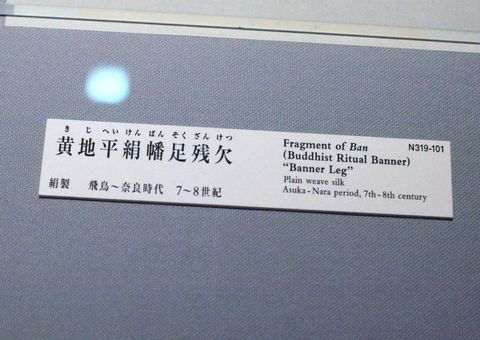 きじへいけんばんそくざんけつ
黄地平絹幡足残欠
絹製 飛鳥～奈良時代 7～8世紀
Fragment of Ban N319-101
(Buddhist Ritual Banner)
“Banner Leg”
Plain weave silk
Asuka-Nara period, 7th-8th century